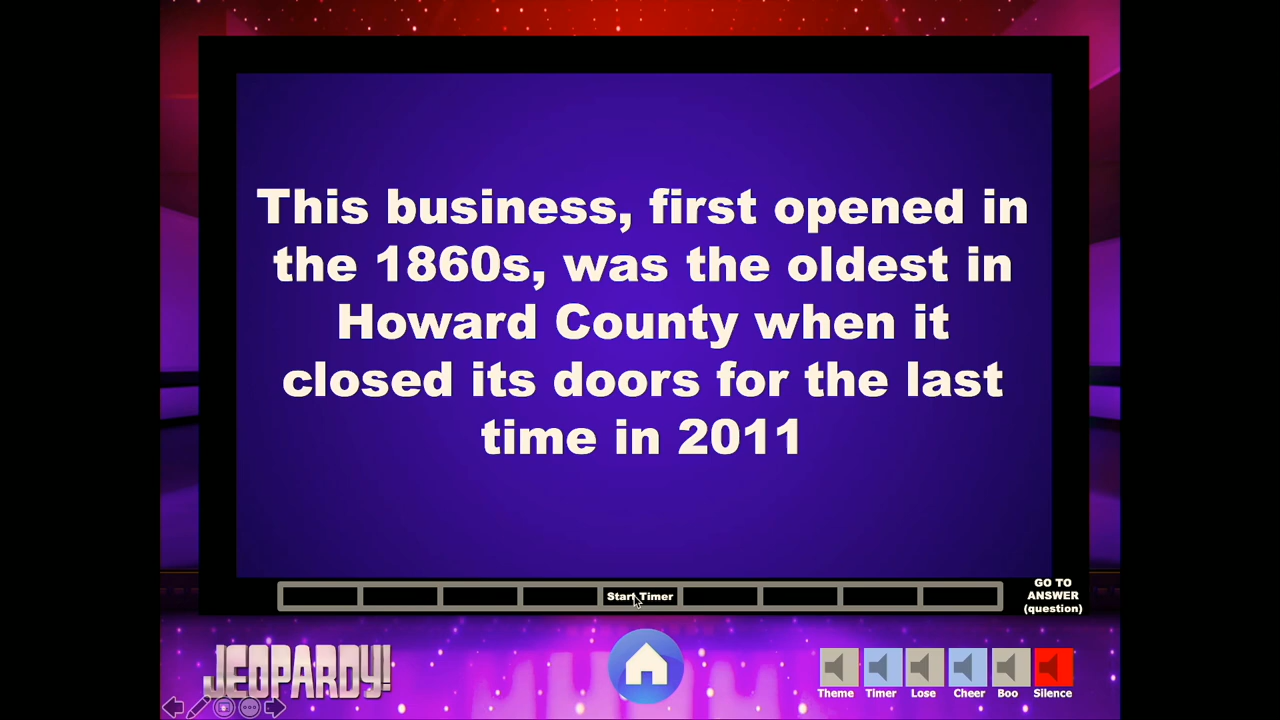 This business, first opened in
the 1860s, was the oldest in
Howard County when it
closed its doors for the last
time in 2011
Start Timer
GO TO
ANSWER
(question)
JEOPARDY!
Theme
Timer
Lose
Cheer
Boo
Silence